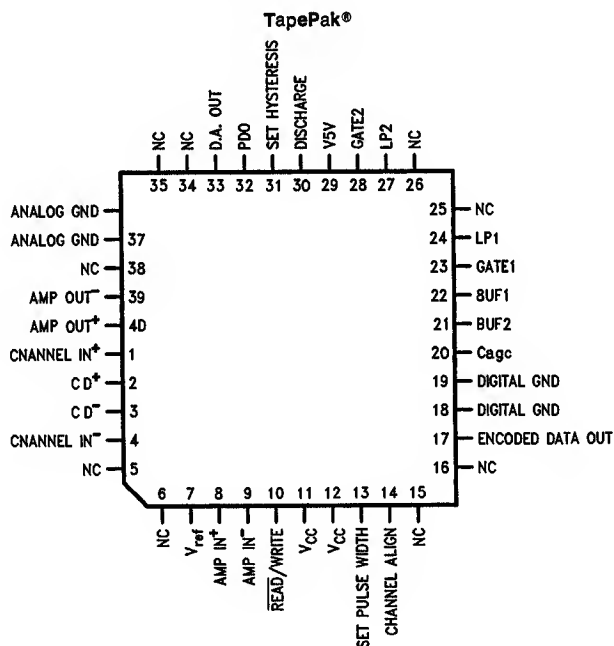 TapePak®
NC
NC
D.A. OUT
PDO
SET HYSTERESIS
DISCHARGE
V5V
GATE2
LP2
NC
35 34 33 32 31 30 29 28 27 26
ANALOG GND
ANALOG GND 37
NC 38
AMP OUT⁻ 39
AMP OUT⁺ 4D
CNANNEL IN⁺ 1
CD⁺ 2
CD⁻ 3
CNANNEL IN⁻ 4
NC 5
25 NC
24 LP1
23 GATE1
22 8UF1
21 BUF2
20 Cagc
19 DIGITAL GND
18 DIGITAL GND
17 ENCODED DATA OUT
16 NC
6 7 8 9 10 11 12 13 14 15
NC
Vref
AMP IN⁺
AMP IN⁻
READ/WRITE
VCC
VCC
SET PULSE WIDTH
CHANNEL ALIGN
NC